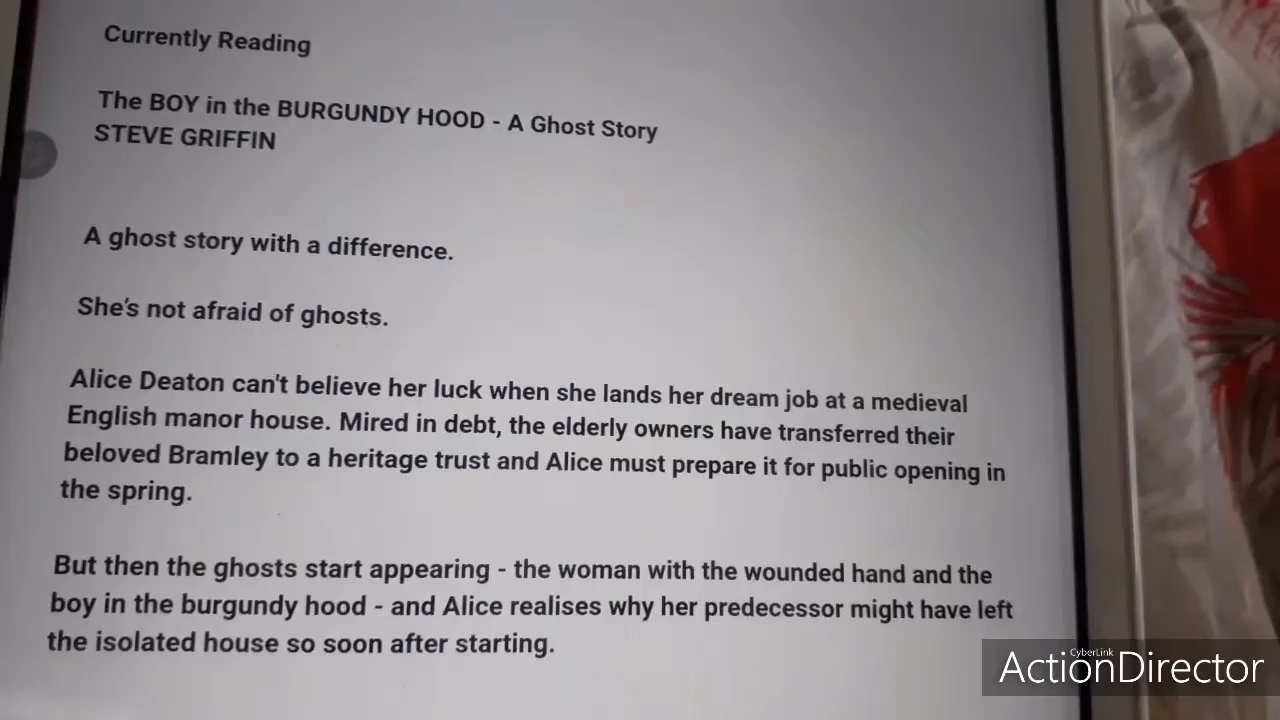 Currently Reading
The BOY in the BURGUNDY HOOD - A Ghost Story
STEVE GRIFFIN
A ghost story with a difference.
She's not afraid of ghosts.
Alice Deaton can't believe her luck when she lands her dream job at a medieval
English manor house. Mired in debt, the elderly owners have transferred their
beloved Bramley to a heritage trust and Alice must prepare it for public opening in
the spring.
But then the ghosts start appearing - the woman with the wounded hand and the
boy in the burgundy hood - and Alice realises why her predecessor might have left
the isolated house so soon after starting.
CyberLink
ActionDirector